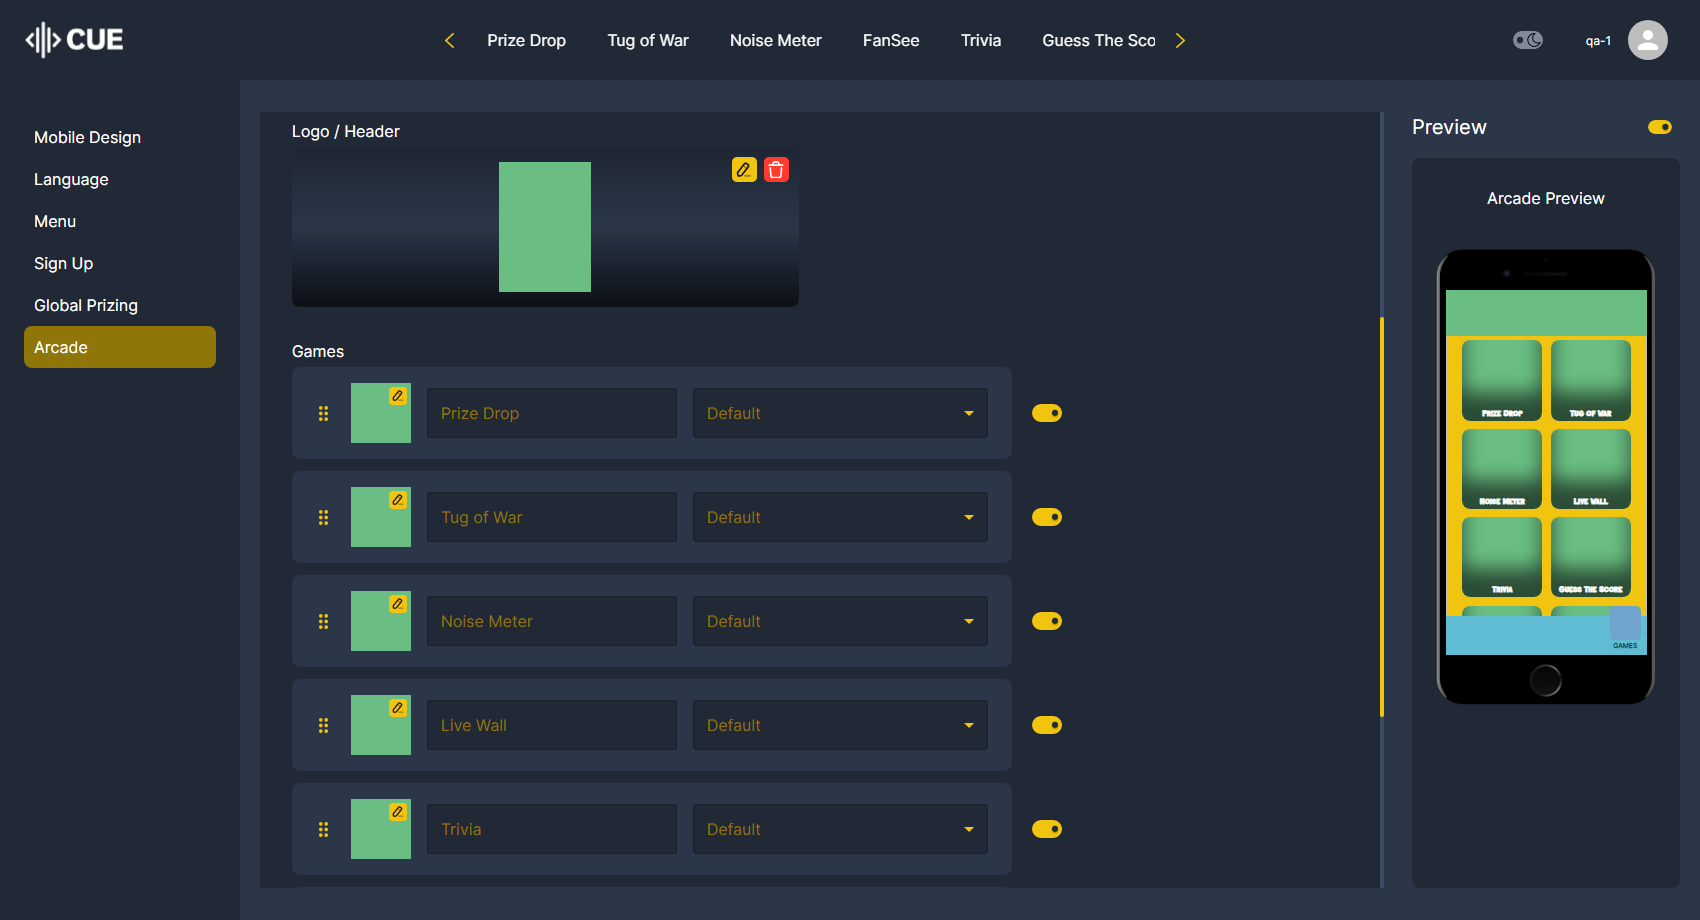 CUE
Prize Drop
Tug of War
Noise Meter
FanSee
Trivia
Guess The Sco
qa-1
Mobile Design
Language
Menu
Sign Up
Global Prizing
Arcade
Logo / Header
Games
Prize Drop
Default
Tug of War
Default
Noise Meter
Default
Live Wall
Default
Trivia
Default
Preview
Arcade Preview
Prize Drop
Tug of War
Noise Meter
Live Wall
Trivia
Guess The Score
GAMES